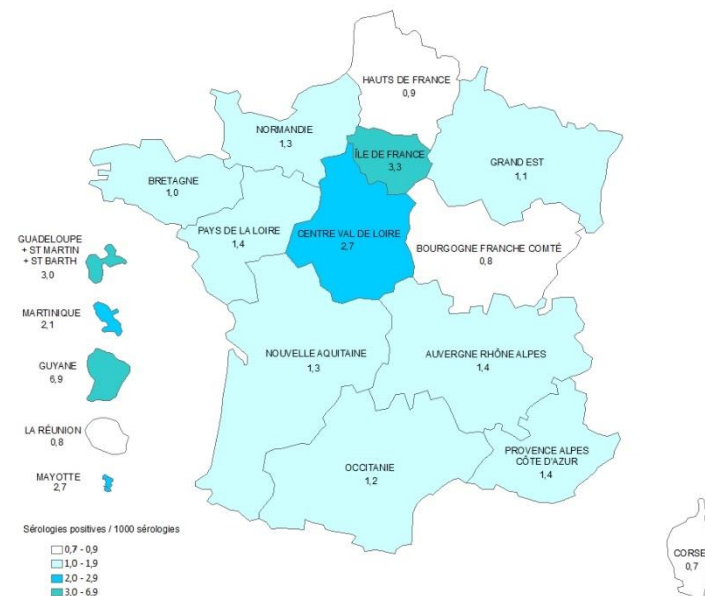 HAUTS DE FRANCE
0,9
NORMANDIE
1,3
ÎLE DE FRANCE
3,3
GRAND EST
1,1
BRETAGNE
1,0
PAYS DE LA LOIRE
1,4
CENTRE VAL DE LOIRE
2,7
BOURGOGNE FRANCHE COMTÉ
0,8
GUADELOUPE
+ ST MARTIN
+ ST BARTH
3,0
MARTINIQUE
2,1
GUYANE
6,9
LA RÉUNION
0,8
MAYOTTE
2,7
NOUVELLE AQUITAINE
1,3
AUVERGNE RHÔNE ALPES
1,4
OCCITANIE
1,2
PROVENCE ALPES
CÔTE D'AZUR
1,4
CORSE
0,7
Sérologies positives / 1000 sérologies
0,7 - 0,9
1,0 - 1,9
2,0 - 2,9
3,0 - 6,9